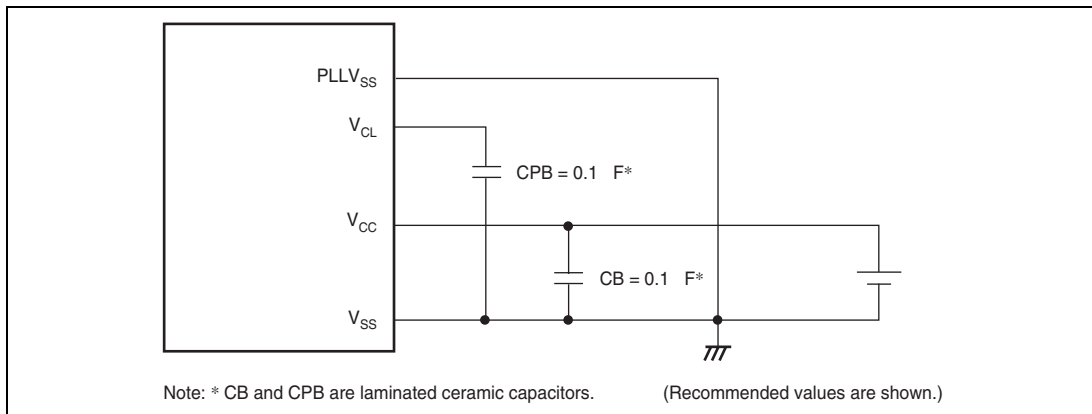 PLLVSS
VCL
CPB = 0.1 F*
VCC
CB = 0.1 F*
VSS
Note: * CB and CPB are laminated ceramic capacitors. (Recommended values are shown.)